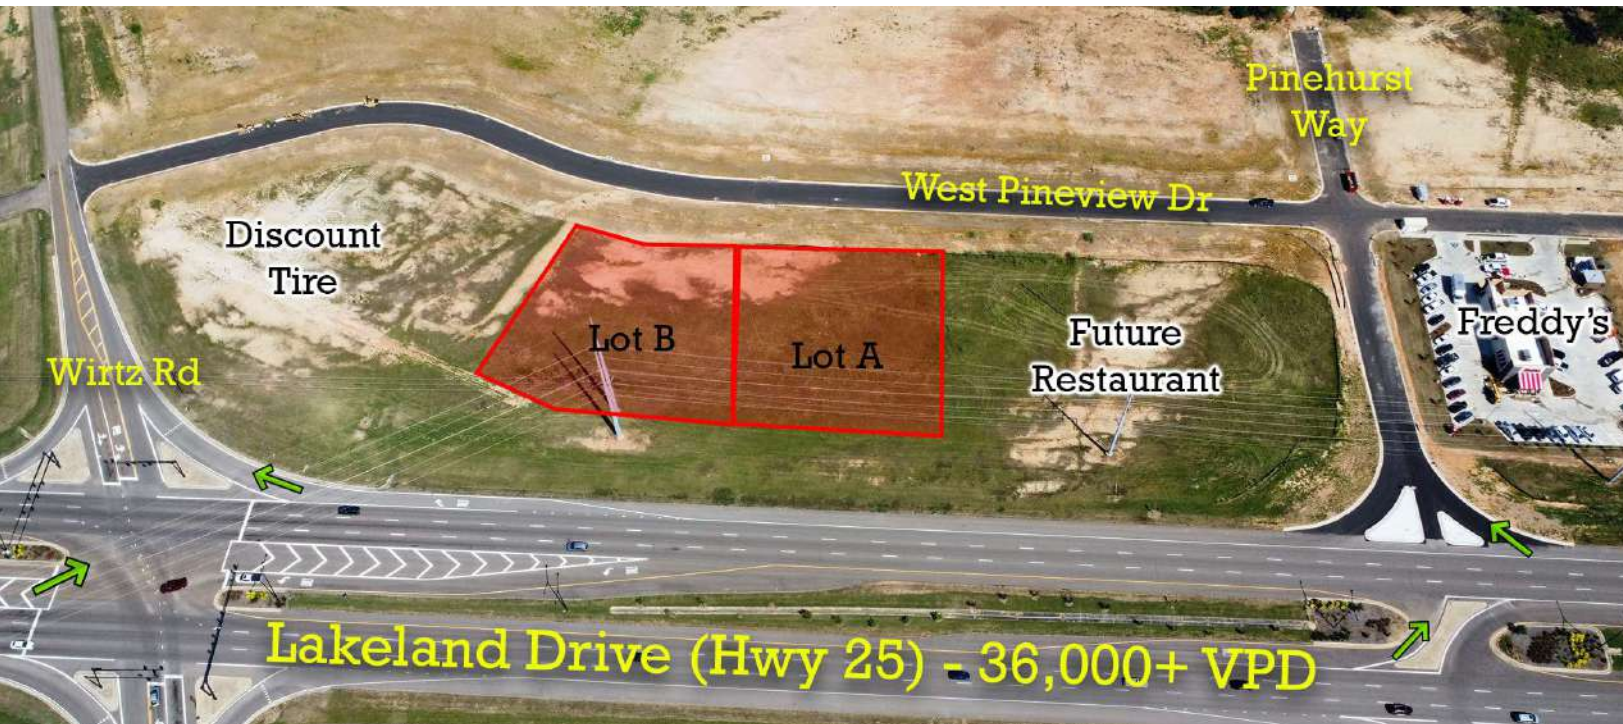 Pinehurst
Way
West Pineview Dr
Discount
Tire
Lot B
Lot A
Future
Restaurant
Freddy's
Wirtz Rd
Lakeland Drive (Hwy 25) - 36,000+ VPD